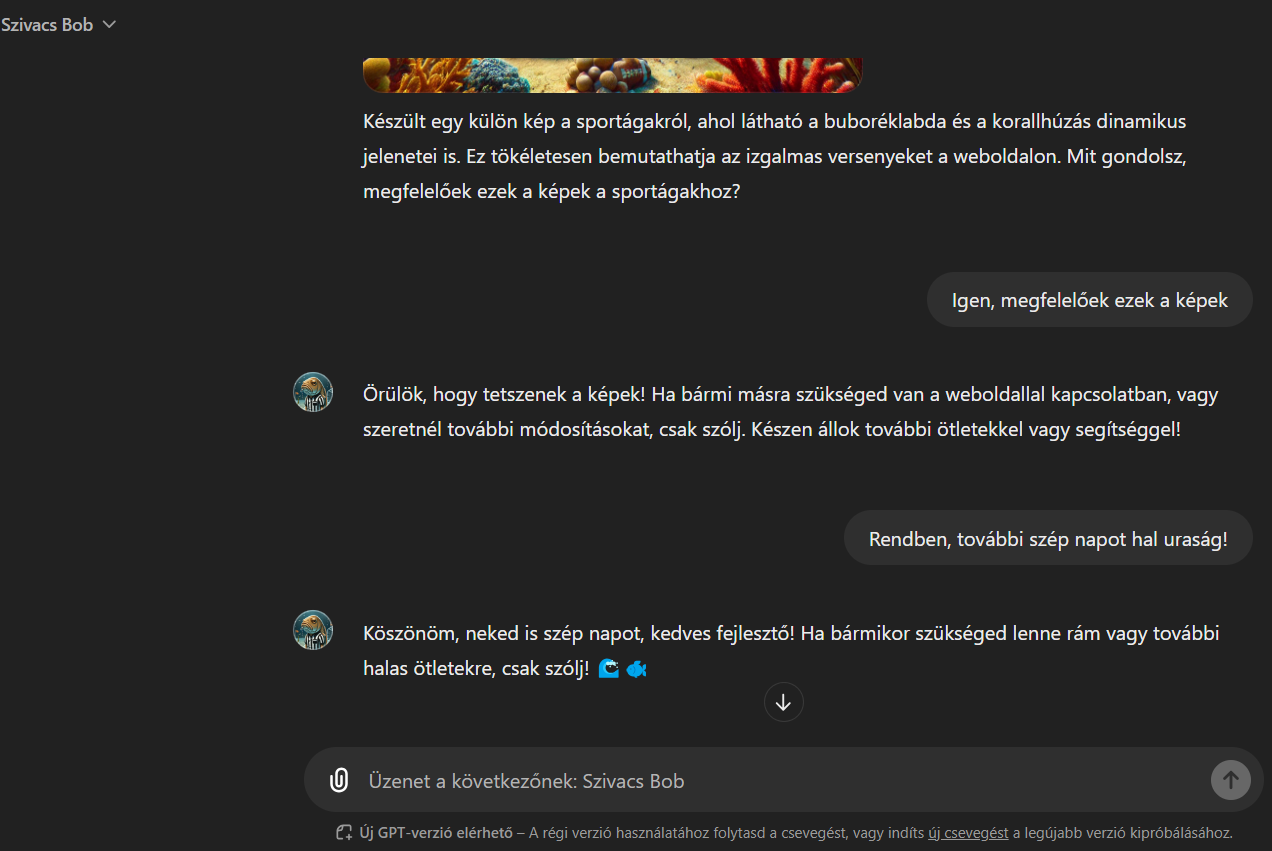 Szivacs Bob
Készült egy külön kép a sportágakról, ahol látható a buboréklabda és a korallhúzás dinamikus
jelenetei is. Ez tökéletesen bemutathatja az izgalmas versenyeket a weboldalon. Mit gondolsz,
megfelelőek ezek a képek a sportágakhoz?
Igen, megfelelőek ezek a képek
Örülök, hogy tetszenek a képek! Ha bármi másra szükséged van a weboldallal kapcsolatban, vagy
szeretnél további módosításokat, csak szólj. Készen állok további ötletekkel vagy segítséggel!
Rendben, további szép napot hal uraság!
Köszönöm, neked is szép napot, kedves fejlesztő! Ha bármikor szükséged lenne rám vagy további
halas ötletekre, csak szólj! 🌊🐟
Üzenet a következőnek: Szivacs Bob
Új GPT-verzió elérhető – A régi verzió használatához folytasd a csevegést, vagy indíts új csevegést a legújabb verzió kipróbálásához.